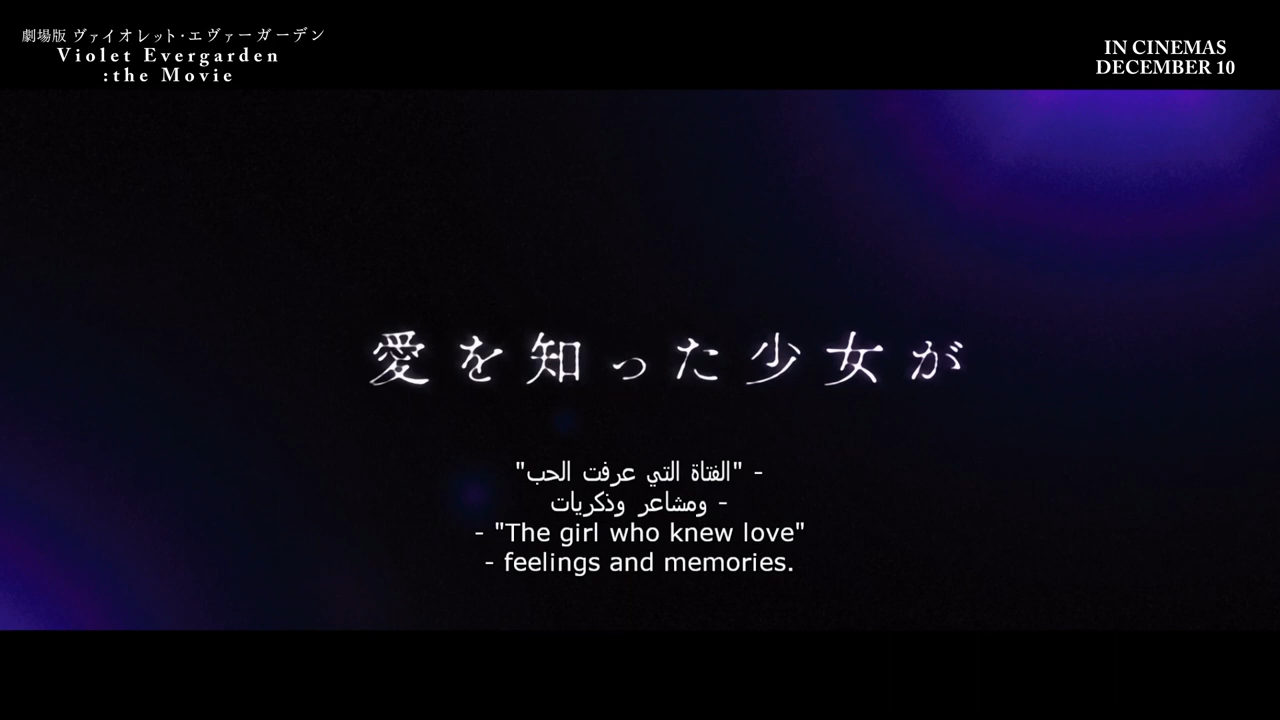 劇場版 ヴァイオレット・エヴァーガーデン
Violet Evergarden
:the Movie
IN CINEMAS
DECEMBER 10
愛を知った少女が
- "الفتاة التي عرفت الحب"
- ومشاعر وذكريات
- "The girl who knew love"
- feelings and memories.